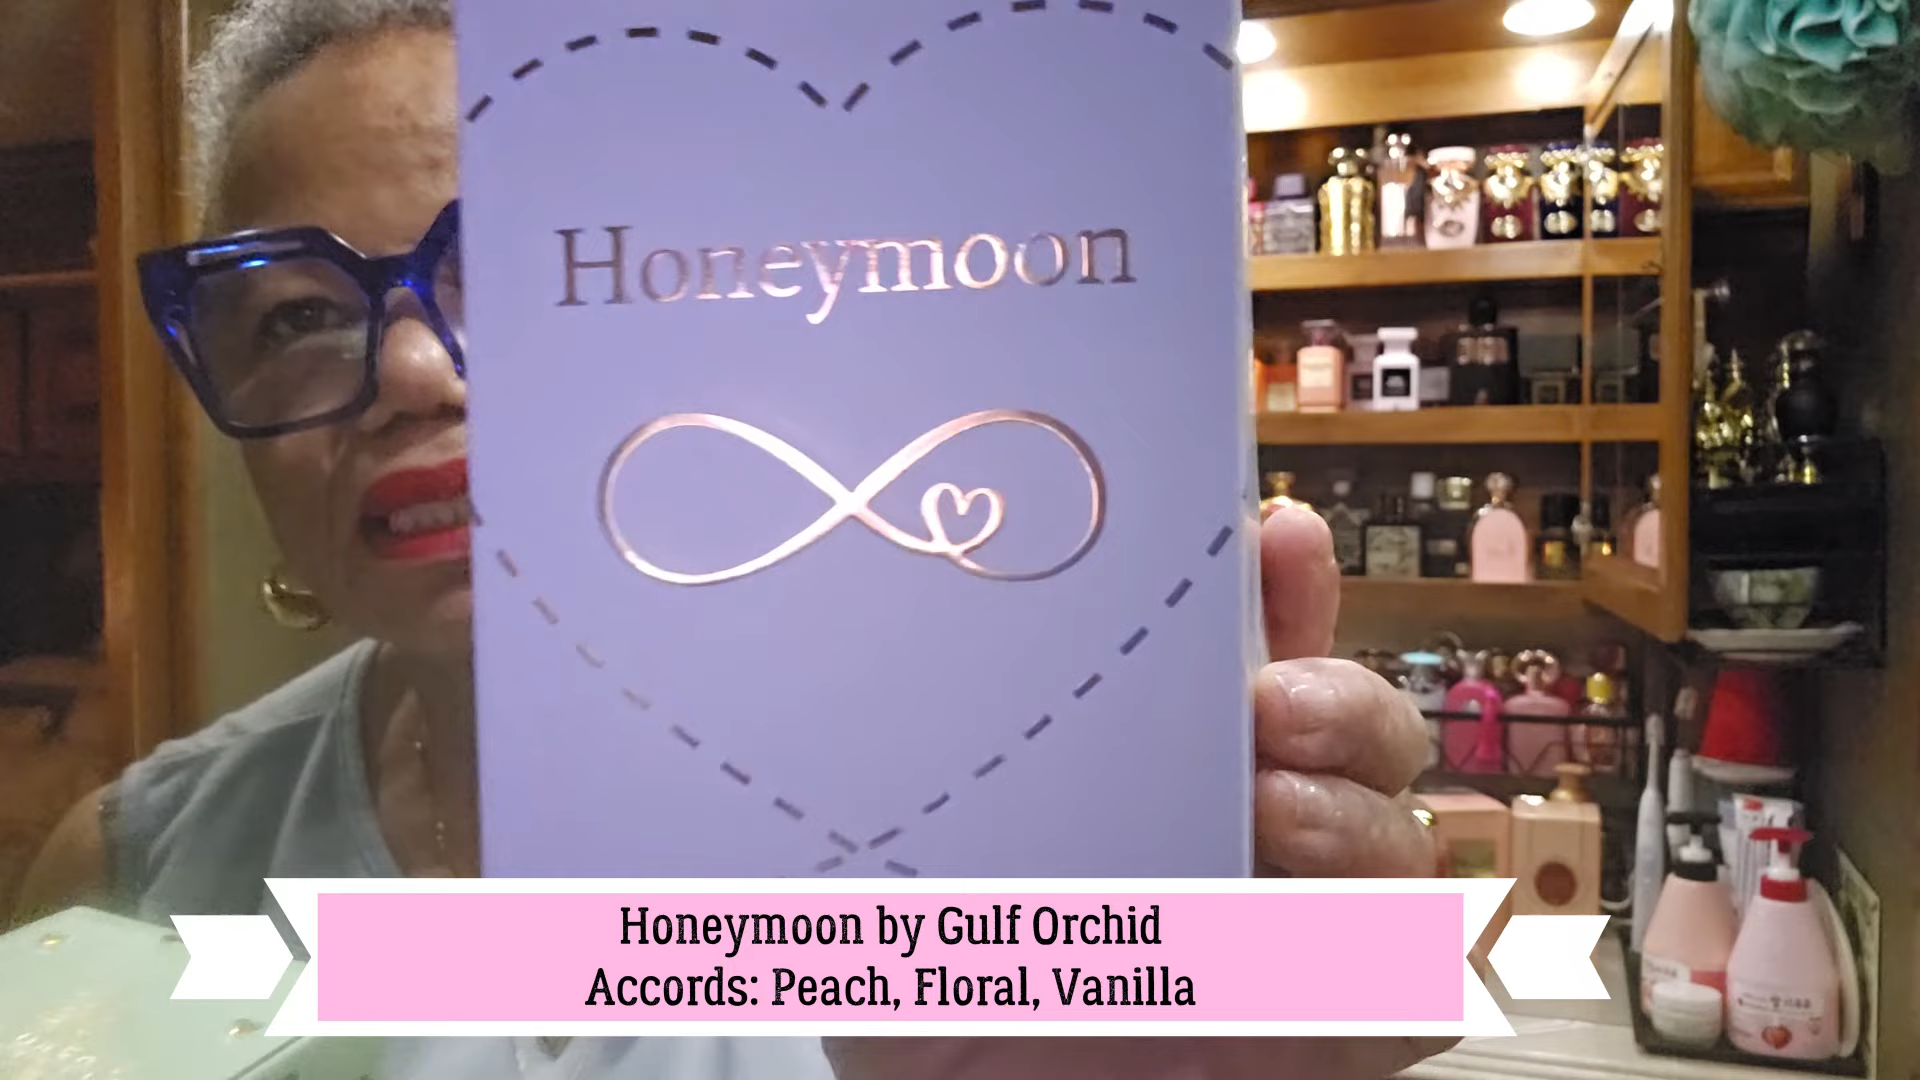 Honeymoon
Honeymoon by Gulf Orchid
Accords: Peach, Floral, Vanilla